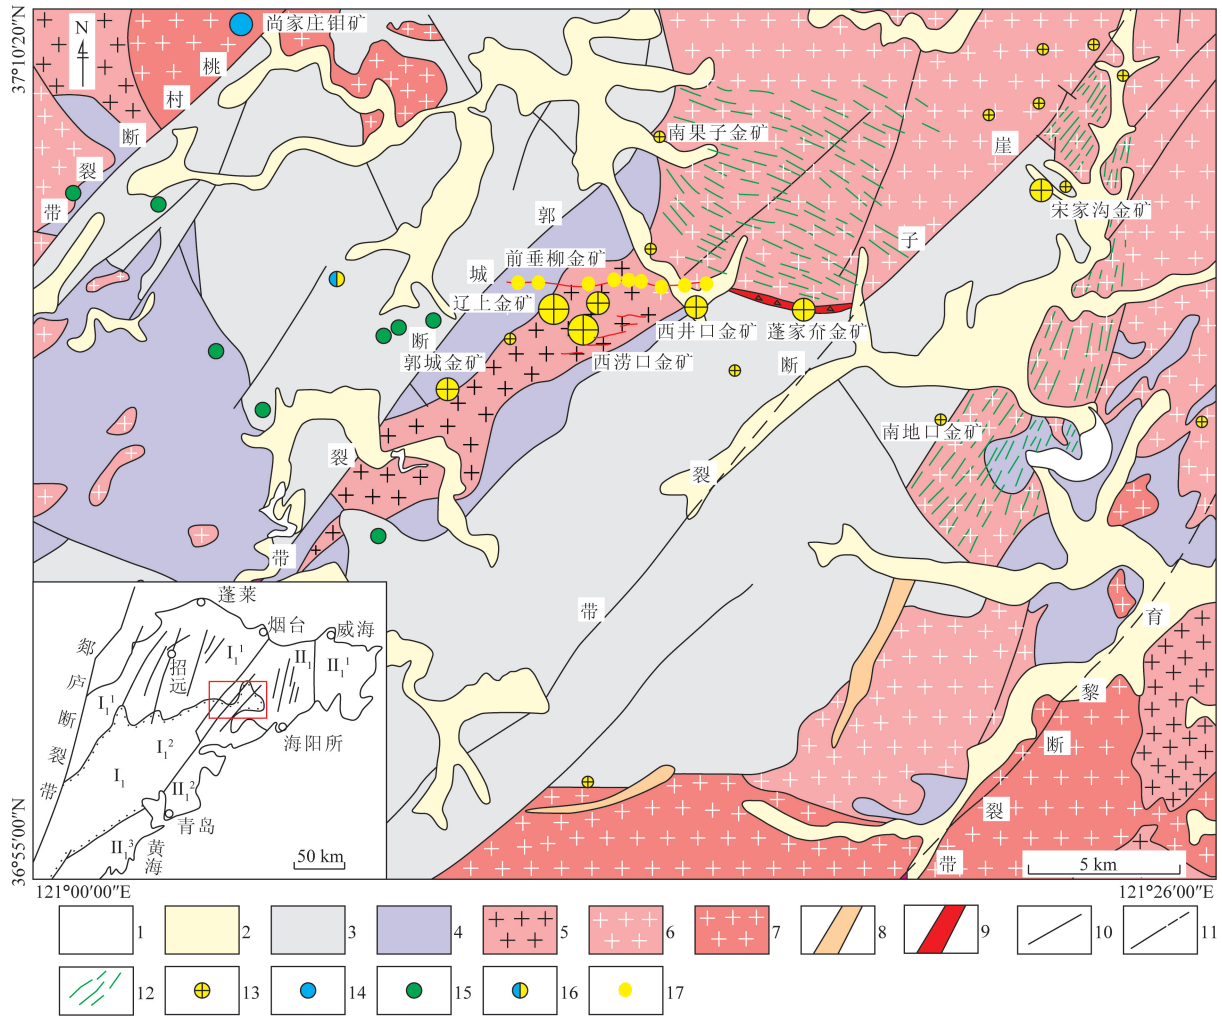 37°10′20″N
36°55′00″N
N
尚家庄钼矿
桃
村
断
裂
带
南果子金矿
崖
子
断
裂
带
宋家沟金矿
郭
城
断
裂
带
前垂柳金矿
辽上金矿
郭城金矿
西涝口金矿
西井口金矿
蓬家夼金矿
南地口金矿
育
黎
断
裂
带
蓬莱
烟台
威海
郯
庐
断
裂
带
招
远
I₁¹
II₁
II₁¹
I₁¹
I₁²
I₁
II₁²
II₁³
海阳所
青岛
黄
海
50 km
5 km
121°00′00″E
121°26′00″E
1
2
3
4
5
6
7
8
9
10
11
12
13
14
15
16
17